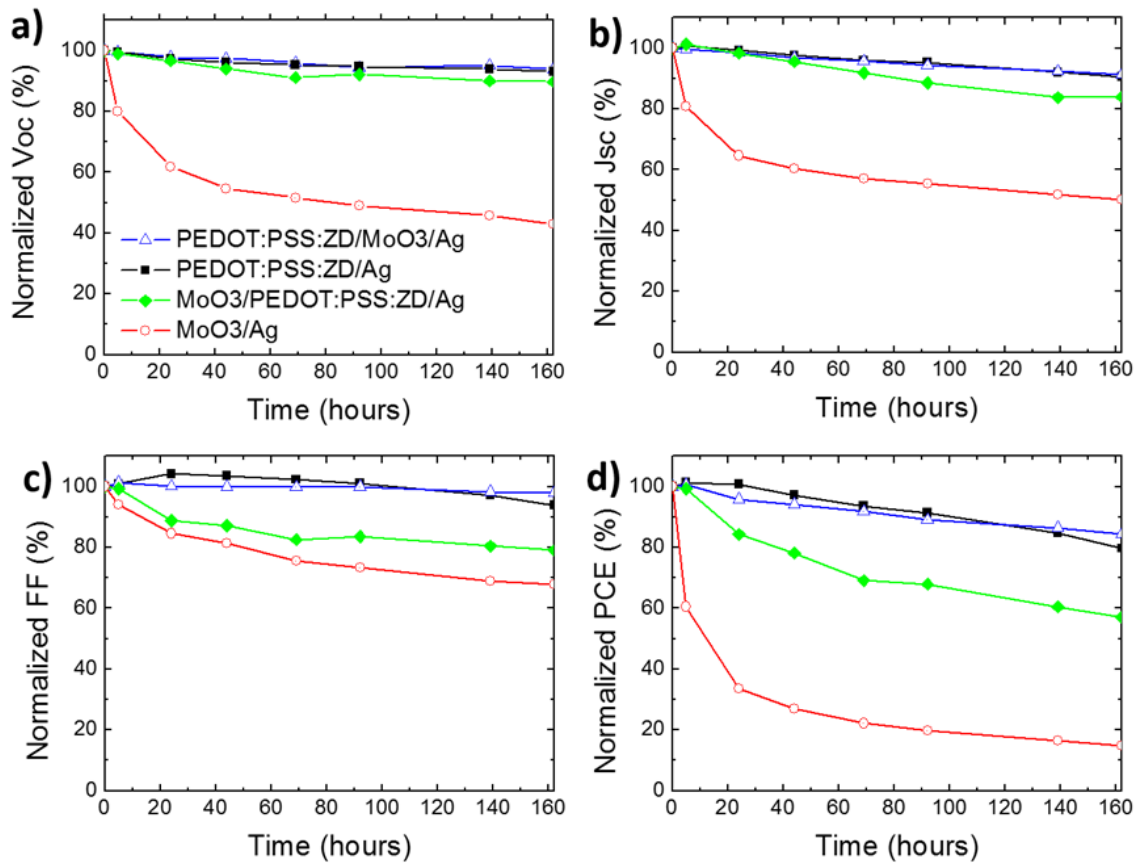 a)
Normalized Voc (%)
100
80
60
40
20
0
PEDOT:PSS:ZD/MoO3/Ag
PEDOT:PSS:ZD/Ag
MoO3/PEDOT:PSS:ZD/Ag
MoO3/Ag
0 20 40 60 80 100 120 140 160
Time (hours)
b)
Normalized Jsc (%)
100
80
60
40
20
0
0 20 40 60 80 100 120 140 160
Time (hours)
c)
Normalized FF (%)
100
80
60
40
20
0
0 20 40 60 80 100 120 140 160
Time (hours)
d)
Normalized PCE (%)
100
80
60
40
20
0
0 20 40 60 80 100 120 140 160
Time (hours)